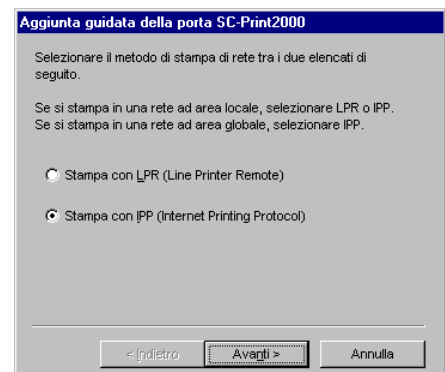 Aggiunta guidata della porta SC-Print2000
Selezionare il metodo di stampa di rete tra i due elencati di
seguito.
Se si stampa in una rete ad area locale, selezionare LPR o IPP.
Se si stampa in una rete ad area globale, selezionare IPP.
Stampa con LPR (Line Printer Remote)
Stampa con IPP (Internet Printing Protocol)
< Indietro Avanti > Annulla